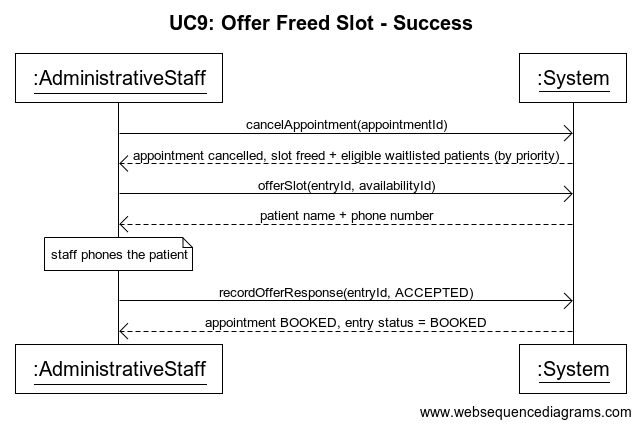 UC9: Offer Freed Slot - Success
:AdministrativeStaff
:System
cancelAppointment(appointmentId)
appointment cancelled, slot freed + eligible waitlisted patients (by priority)
offerSlot(entryId, availabilityId)
patient name + phone number
staff phones the patient
recordOfferResponse(entryId, ACCEPTED)
appointment BOOKED, entry status = BOOKED
:AdministrativeStaff
:System
www.websequencediagrams.com